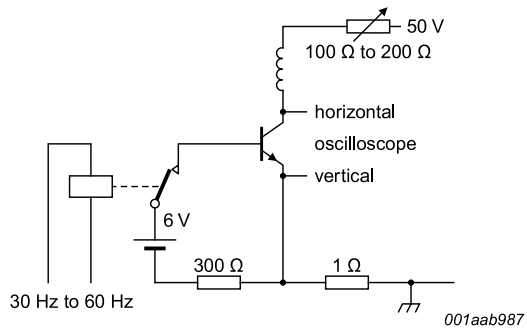 50 V
100 Ω to 200 Ω
horizontal
oscilloscope
vertical
6 V
300 Ω
1 Ω
30 Hz to 60 Hz
001aab987